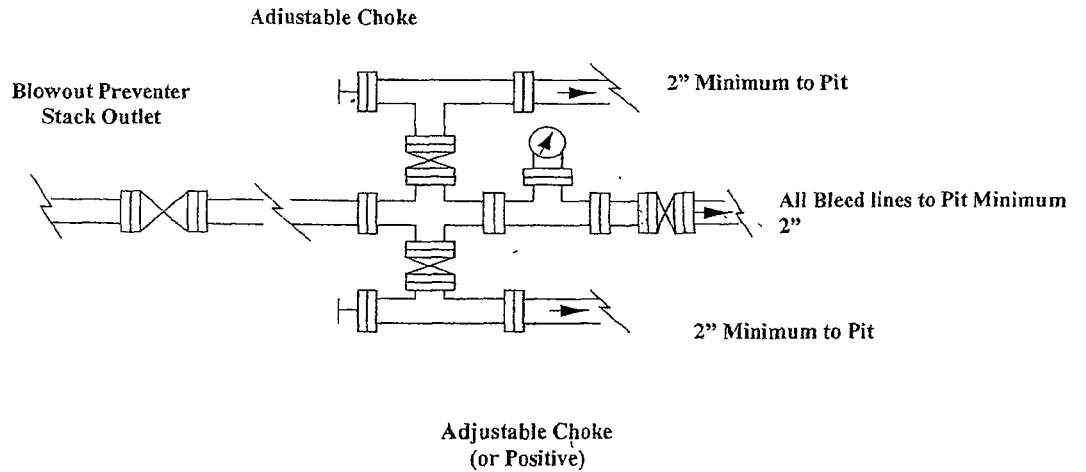 Adjustable Choke
2” Minimum to Pit
Blowout Preventer
Stack Outlet
All Bleed lines to Pit Minimum
2”
2” Minimum to Pit
Adjustable Choke
(or Positive)